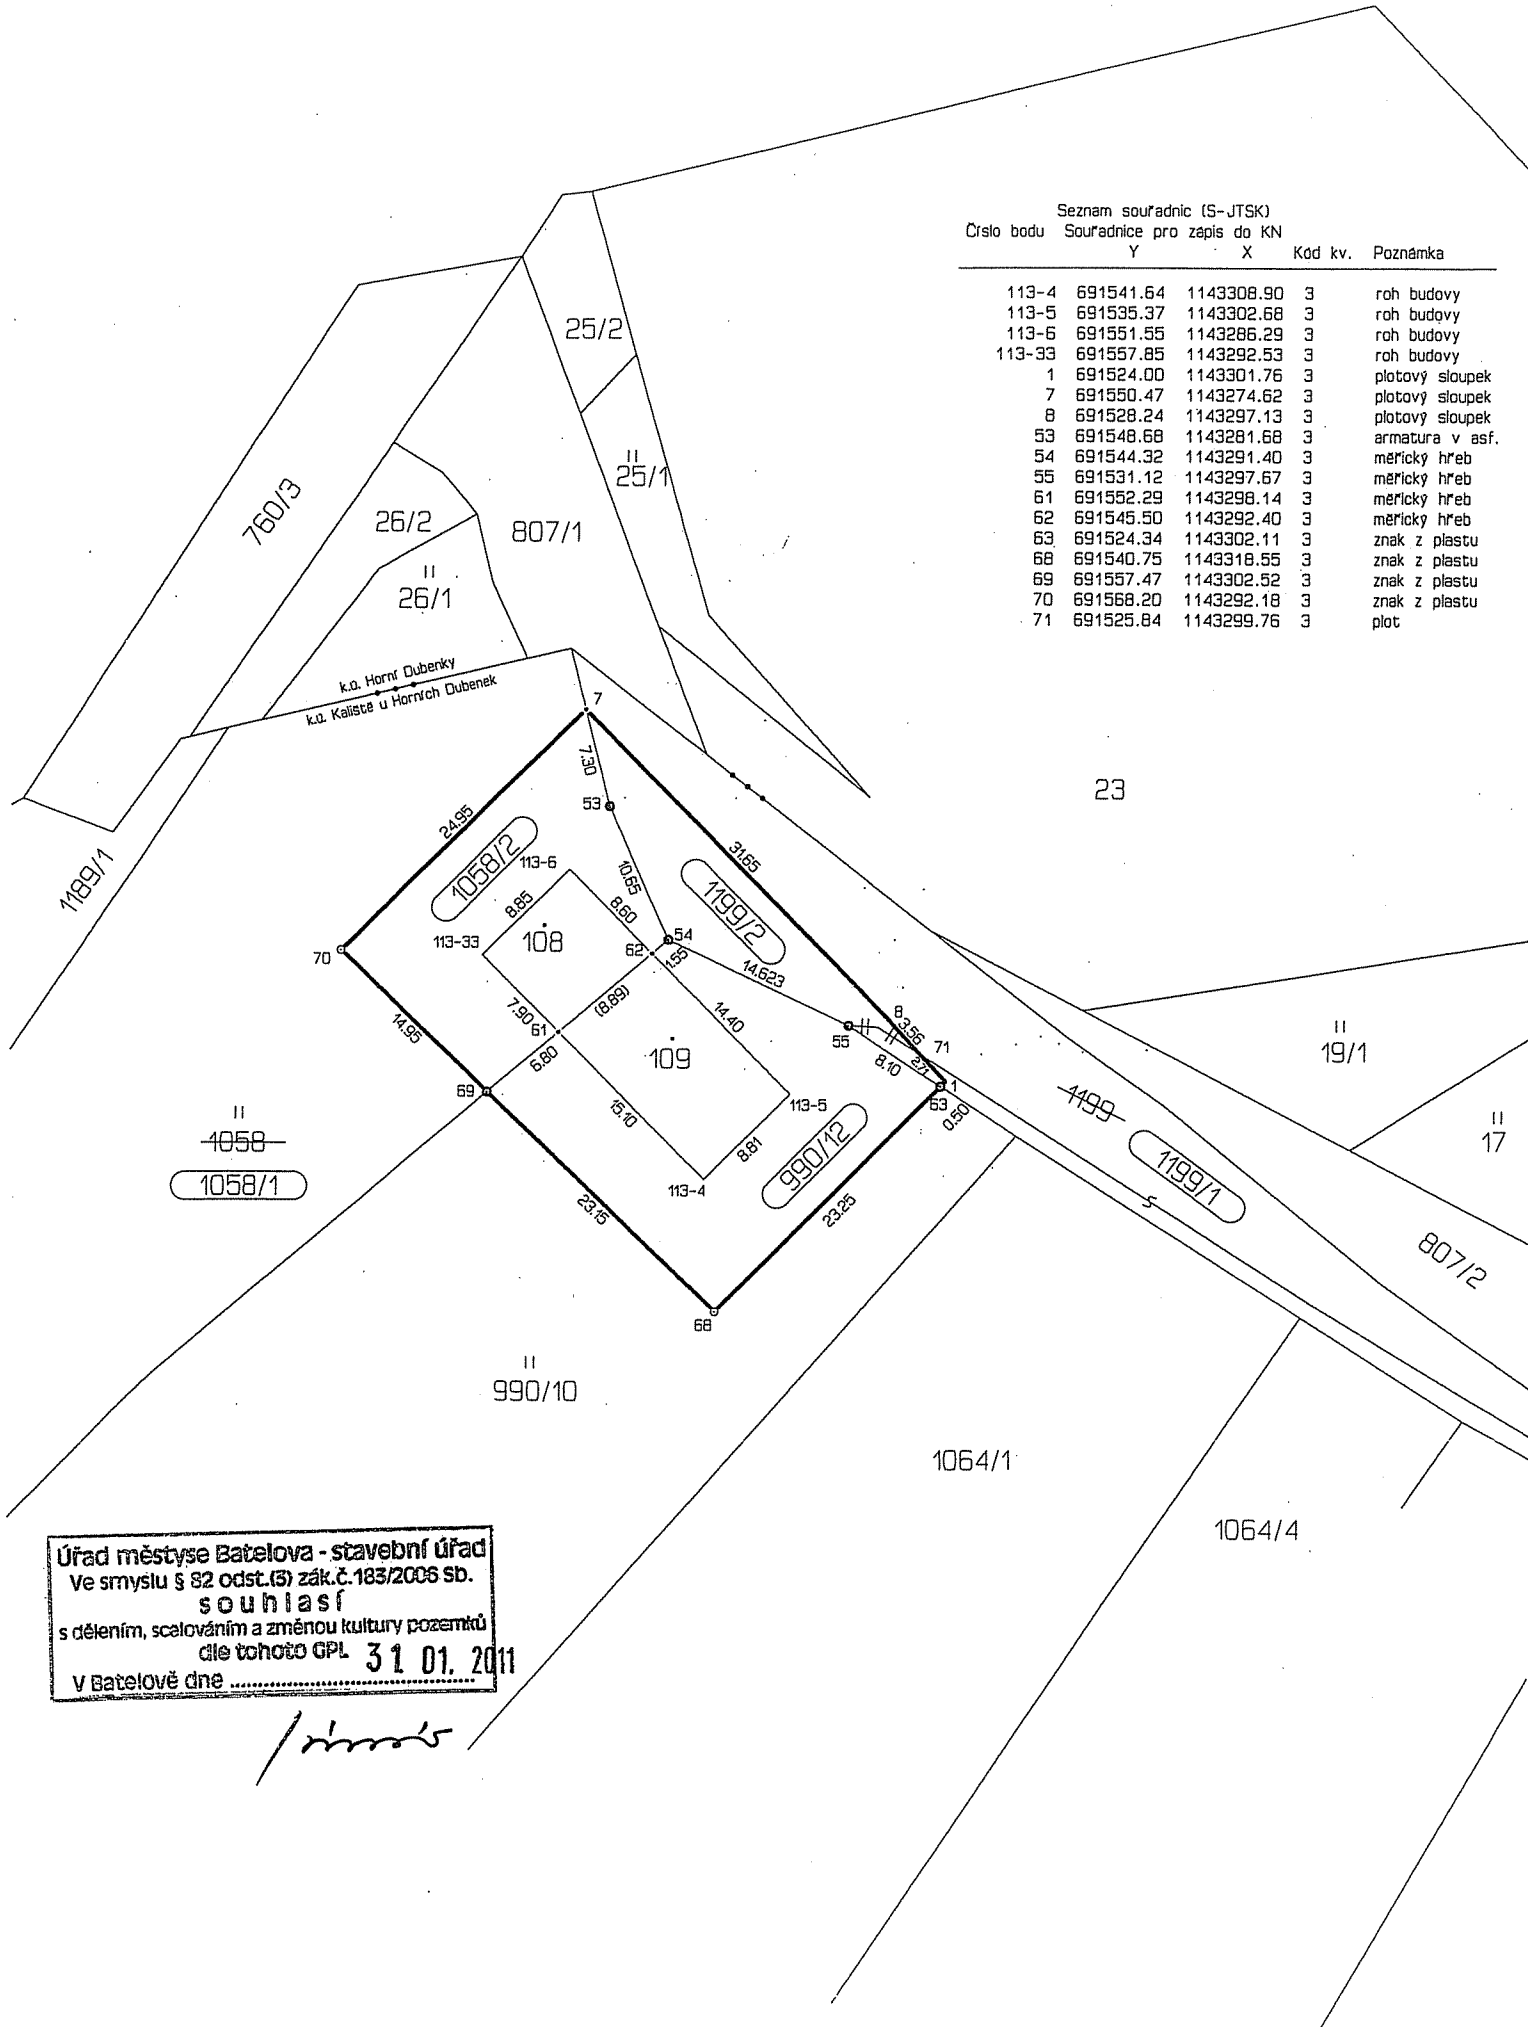 Seznam souřadnic (S-JTSK)
Číslo bodu Souřadnice pro zápis do KN
Y X Kód kv. Poznámka
113-4 691541.64 1143308.90 3 roh budovy
113-5 691535.37 1143302.68 3 roh budovy
113-6 691551.55 1143286.29 3 roh budovy
113-33 691557.85 1143292.53 3 roh budovy
1 691524.00 1143301.76 3 plotový sloupek
7 691550.47 1143274.62 3 plotový sloupek
8 691528.24 1143297.13 3 plotový sloupek
53 691548.68 1143281.68 3 armatura v asf.
54 691544.32 1143291.40 3 měřický hřeb
55 691531.12 1143297.67 3 měřický hřeb
61 691552.29 1143298.14 3 měřický hřeb
62 691545.50 1143292.40 3 měřický hřeb
63 691524.34 1143302.11 3 znak z plastu
68 691540.75 1143318.55 3 znak z plastu
69 691557.47 1143302.52 3 znak z plastu
70 691568.20 1143292.18 3 znak z plastu
71 691525.84 1143299.76 3 plot
25/2
25/1
760/3
26/2
807/1
26/1
k.ú. Horní Dubenky
k.ú. Kaliště u Horních Dubenek
7
7.30
53
23
24.95
1058/2
113-6
10.65
31.65
1199/2
1189/1
8.85
8.60
113-33
108
62
54
1.55
70
14.623
7.90
(8.89)
14.40
8
3.56
61
109
55
71
2.71
19/1
14.95
6.80
8.10
69
1
63
0.50
1199
113-5
15.10
8.81
990/12
17
1058
1058/1
113-4
1199/1
23.15
23.25
807/2
68
990/10
1064/1
1064/4
Úřad městyse Batelova - stavební úřad
Ve smyslu § 82 odst.(3) zák.č.183/2006 Sb.
souhlasí
s dělením, scelováním a změnou kultury pozemků
dle tohoto GPL 31 01. 2011
V Batelově dne